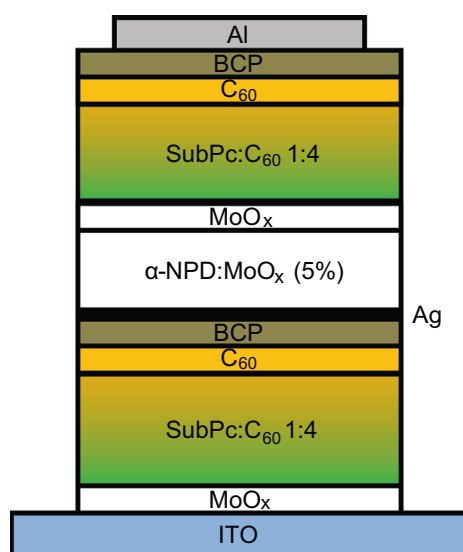 Al
BCP
C₆₀
SubPc:C₆₀ 1:4
MoOₓ
α-NPD:MoOₓ (5%)
Ag
BCP
C₆₀
SubPc:C₆₀ 1:4
MoOₓ
ITO